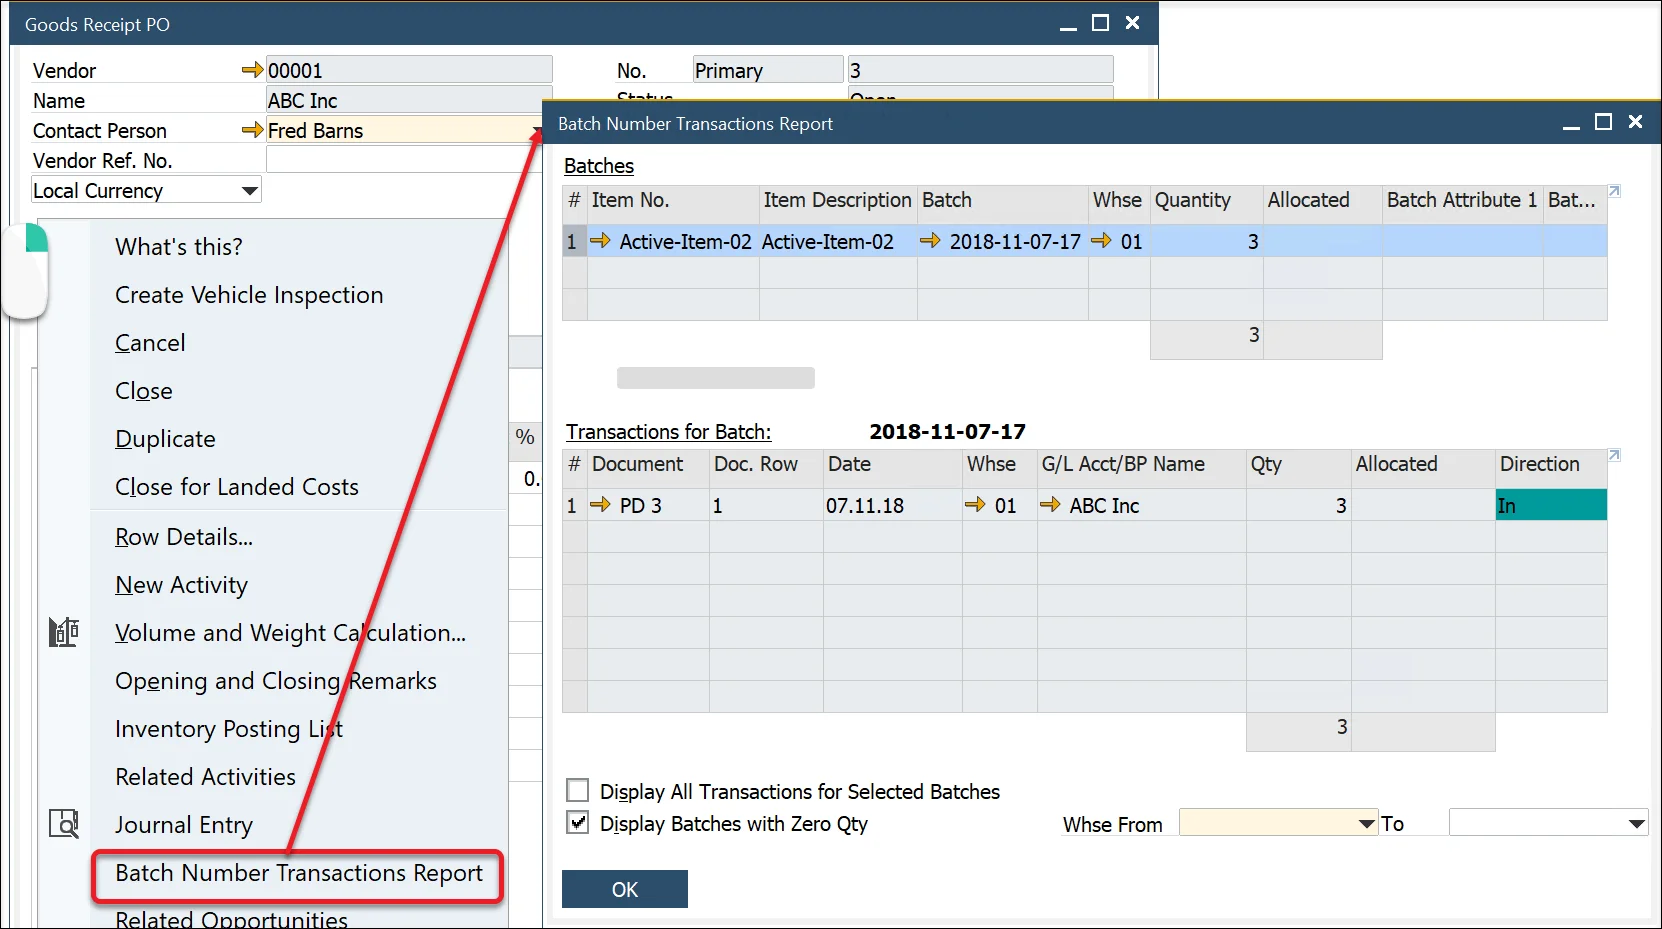 Goods Receipt PO
Vendor 00001 No. Primary 3
Name ABC Inc Status Open
Contact Person Fred Barns
Vendor Ref. No.
Local Currency
What's this?
Create Vehicle Inspection
Cancel
Close
Duplicate
Close for Landed Costs
Row Details...
New Activity
Volume and Weight Calculation...
Opening and Closing Remarks
Inventory Posting List
Related Activities
Journal Entry
Batch Number Transactions Report
Related Opportunities
%
0.
Batch Number Transactions Report
Batches
# Item No. Item Description Batch Whse Quantity Allocated Batch Attribute 1 Bat...
1 Active-Item-02 Active-Item-02 2018-11-07-17 01 3
3
Transactions for Batch: 2018-11-07-17
# Document Doc. Row Date Whse G/L Acct/BP Name Qty Allocated Direction
1 PD 3 1 07.11.18 01 ABC Inc 3 In
3
Display All Transactions for Selected Batches
Display Batches with Zero Qty Whse From To
OK